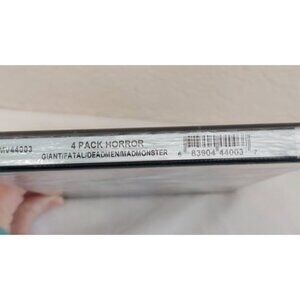 MV44003
4 PACK HORROR
GIANT/FATAL/DEADMEN/MADMONSTER
6 83904 44003 7